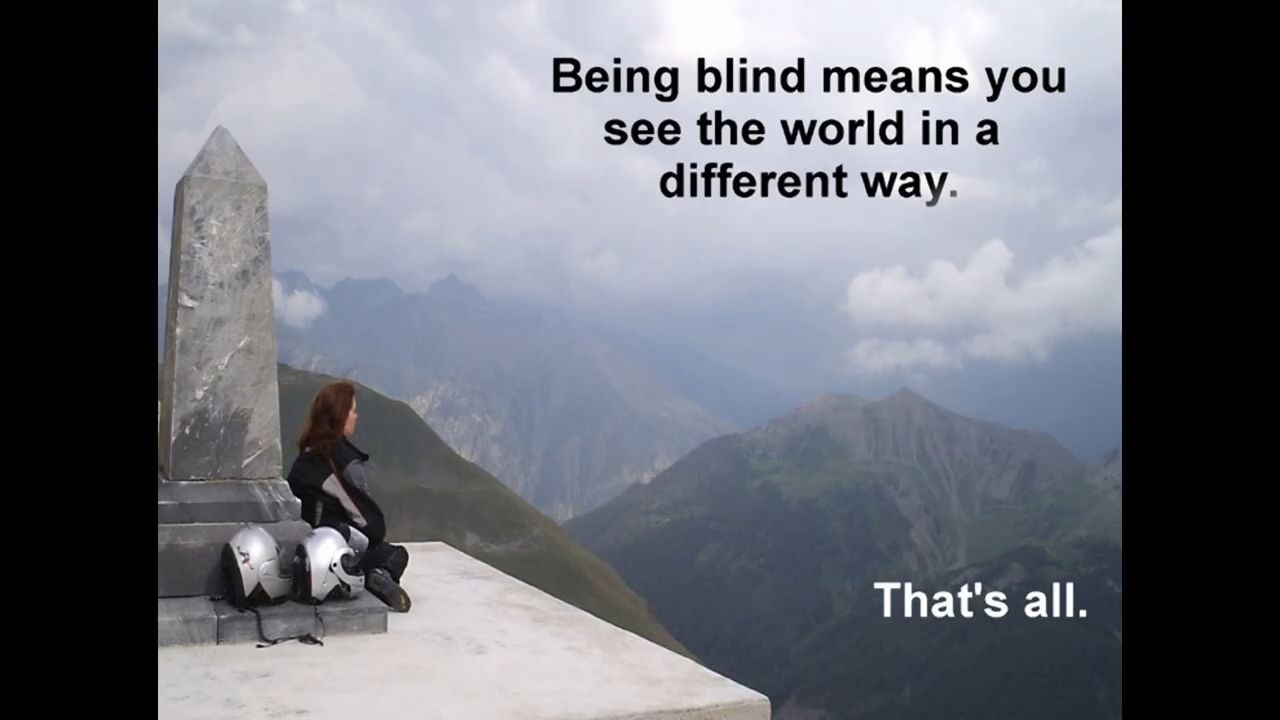 Being blind means you
see the world in a
different way.
That's all.